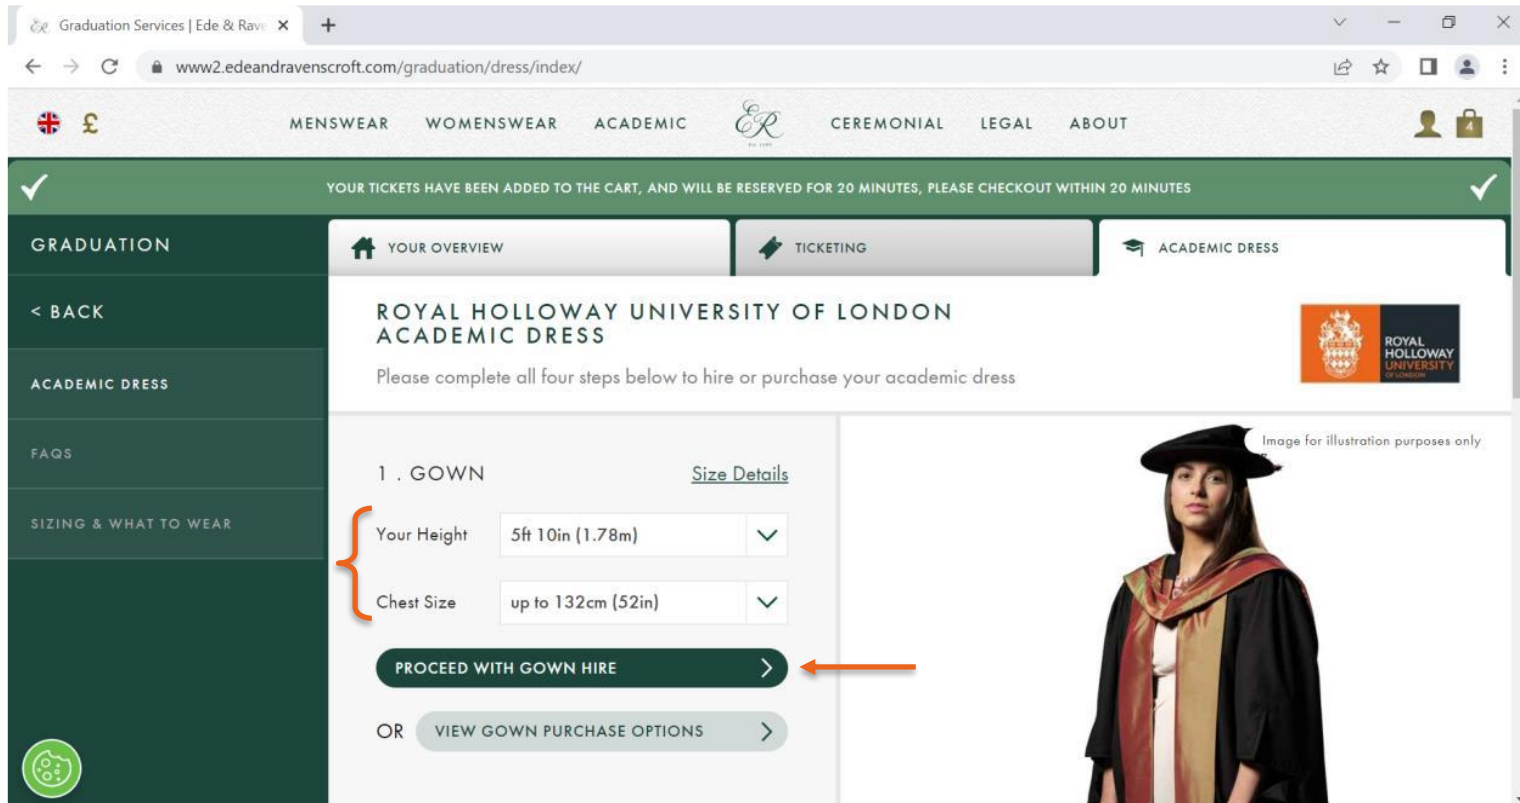 Graduation Services | Ede & Rave
www2.edeandravenscroft.com/graduation/dress/index/
£
MENSWEAR WOMENSWEAR ACADEMIC ER CEREMONIAL LEGAL ABOUT
4
YOUR TICKETS HAVE BEEN ADDED TO THE CART, AND WILL BE RESERVED FOR 20 MINUTES, PLEASE CHECKOUT WITHIN 20 MINUTES
GRADUATION
YOUR OVERVIEW
TICKETING
ACADEMIC DRESS
< BACK
ROYAL HOLLOWAY UNIVERSITY OF LONDON
ACADEMIC DRESS
Please complete all four steps below to hire or purchase your academic dress
ROYAL
HOLLOWAY
UNIVERSITY
OF LONDON
ACADEMIC DRESS
FAQS
SIZING & WHAT TO WEAR
1 . GOWN
Size Details
Your Height
5ft 10in (1.78m)
Chest Size
up to 132cm (52in)
PROCEED WITH GOWN HIRE
OR
VIEW GOWN PURCHASE OPTIONS
Image for illustration purposes only